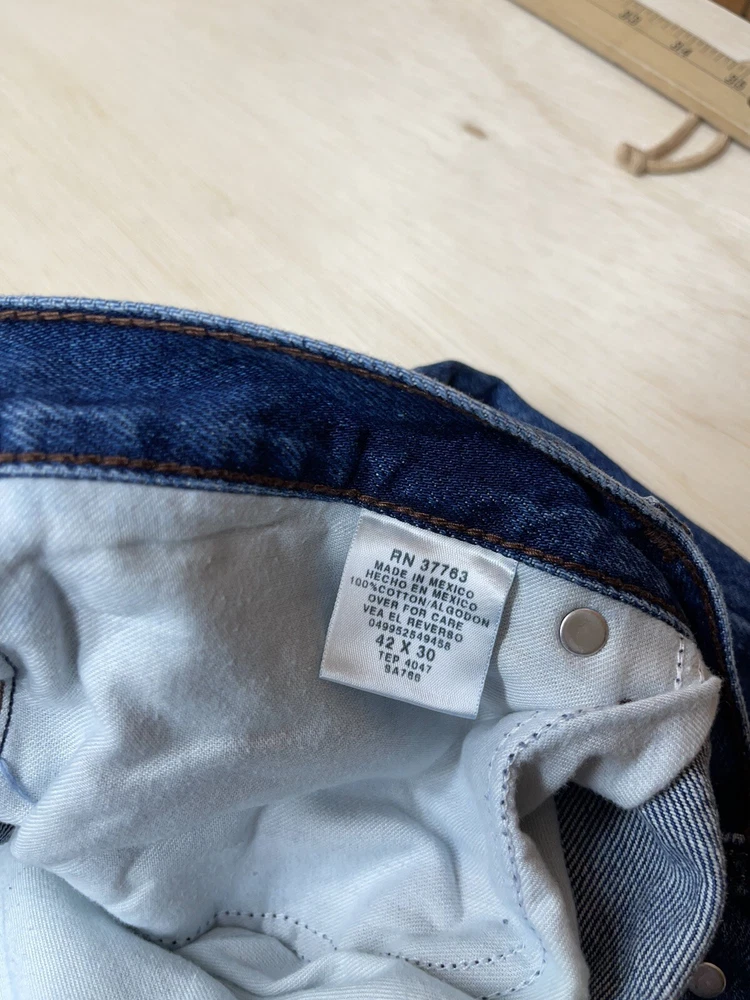 RN 37763
MADE IN MEXICO
HECHO EN MEXICO
100%COTTON/ALGODON
OVER FOR CARE
VEA EL REVERSO
049952549458
42 X 30
TEP 4047